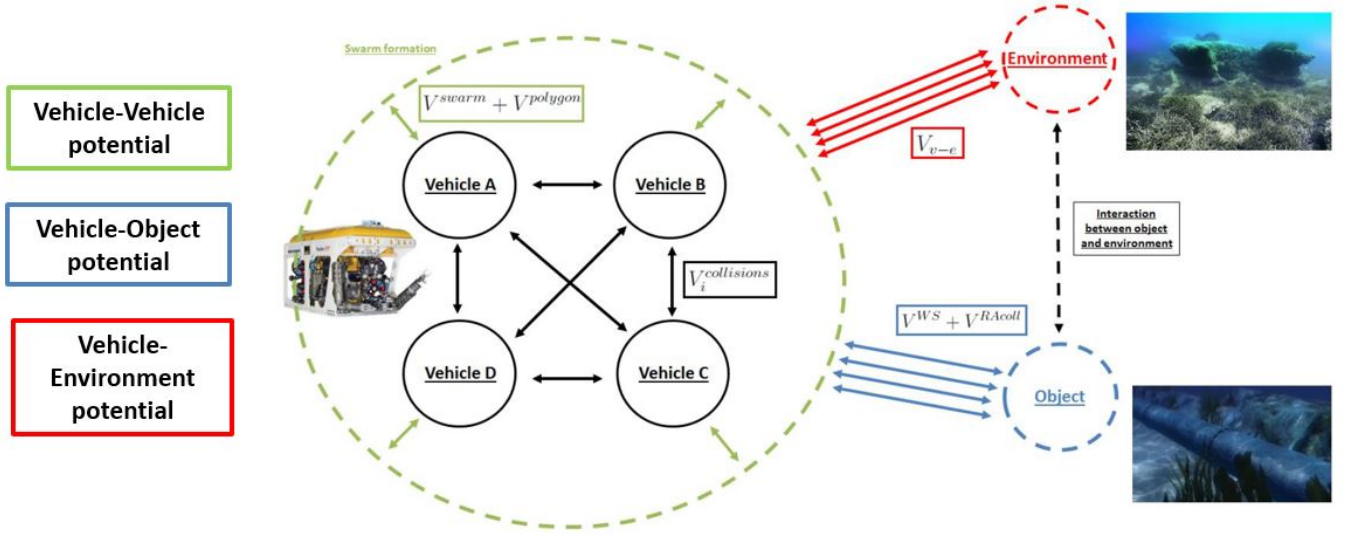 Vehicle-Vehicle
potential
Vehicle-Object
potential
Vehicle-
Environment
potential
Swarm formation
V^{swarm} + V^{polygon}
Vehicle A
Vehicle B
V_i^{collisions}
Vehicle D
Vehicle C
Environment
V_{v-e}
Interaction
between object
and environment
V^{WS} + V^{RAcoll}
Object